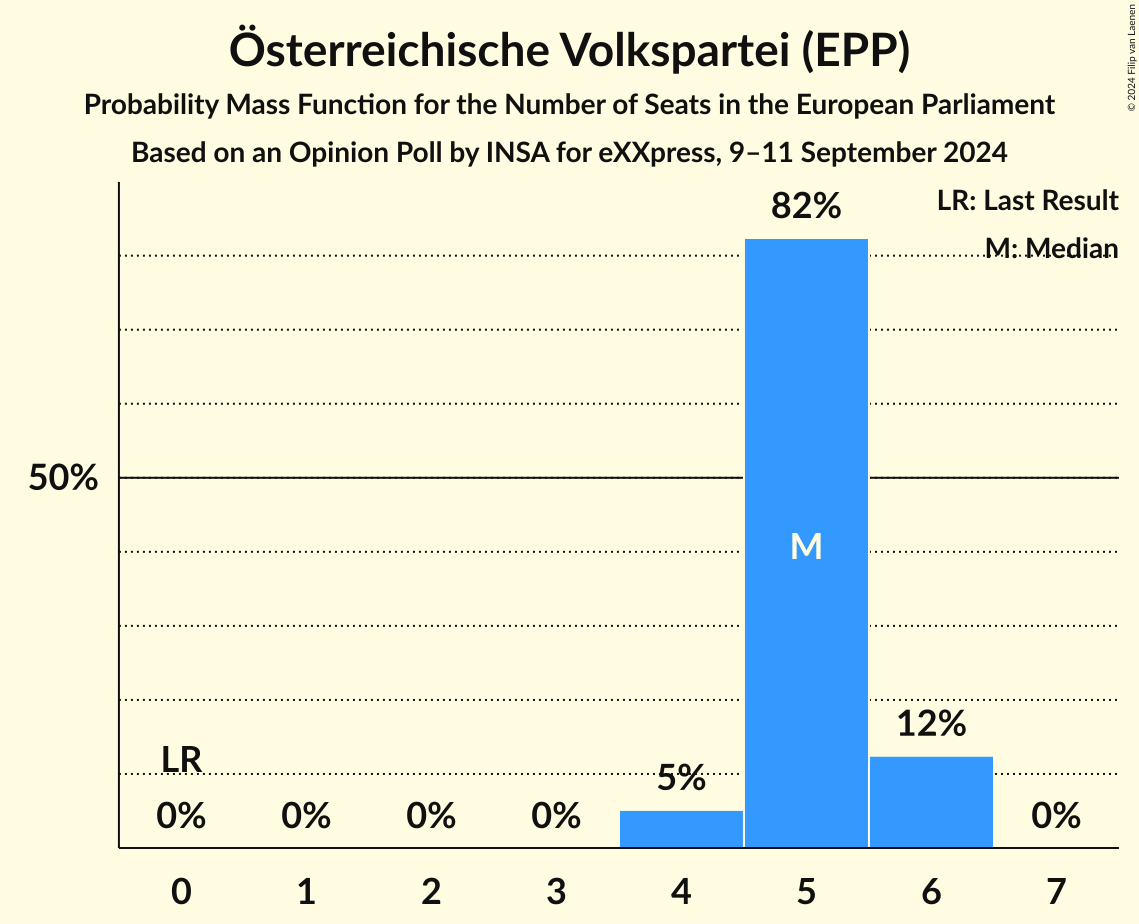 Österreichische Volkspartei (EPP)
Probability Mass Function for the Number of Seats in the European Parliament
Based on an Opinion Poll by INSA for eXXpress, 9–11 September 2024
© 2024 Filip van Laenen
LR: Last Result
M: Median
82%
50%
M
12%
LR
5%
0% 0% 0% 0% 0%
0 1 2 3 4 5 6 7